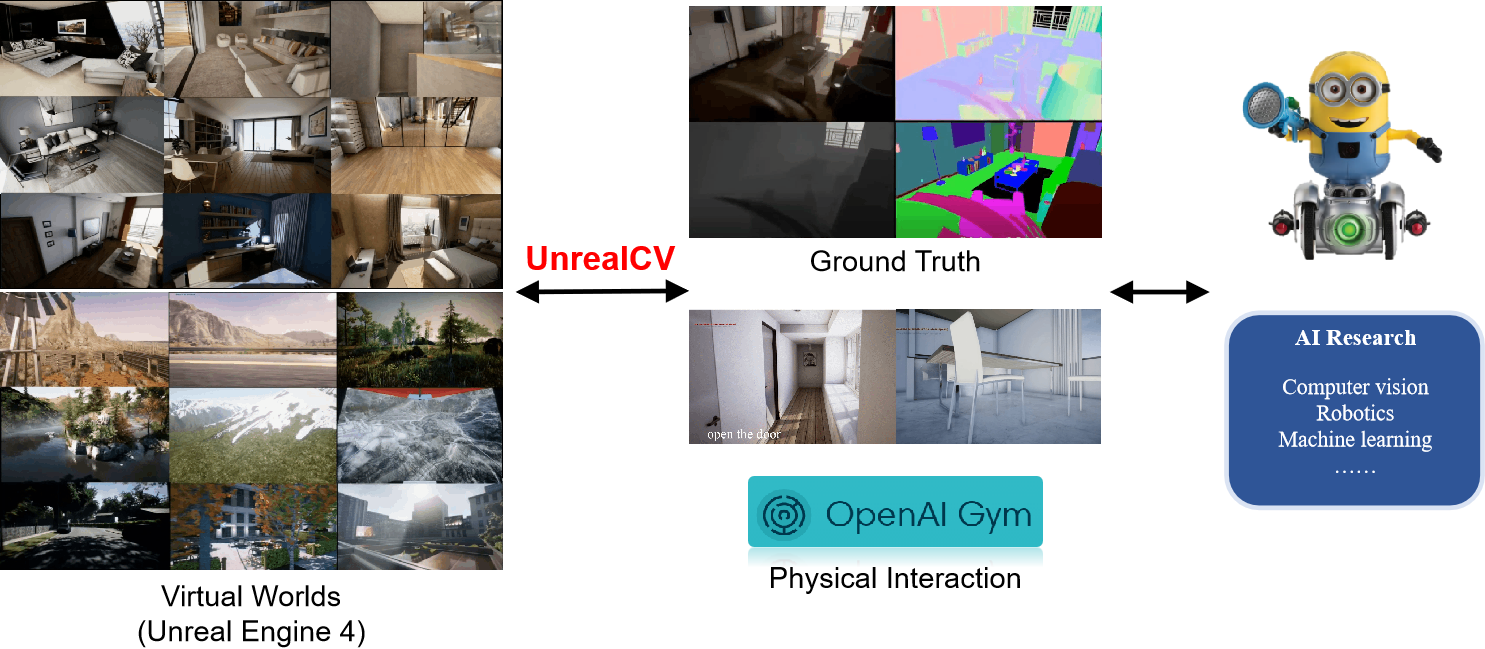 UnrealCV
Ground Truth
open the door
OpenAI Gym
Physical Interaction
Virtual Worlds
(Unreal Engine 4)
AI Research
Computer vision
Robotics
Machine learning
……